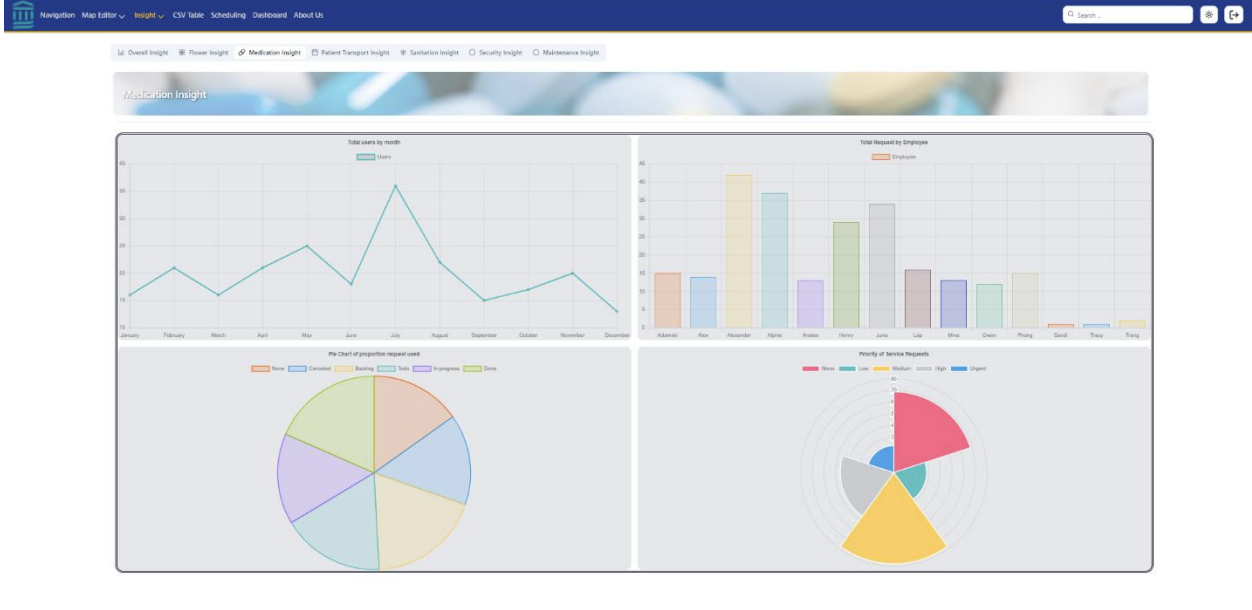 Navigation Map Editor Insight CSV Table Scheduling Dashboard About Us Search ...
Overall Insight Flower Insight Medication Insight Patient Transport Insight Sanitation Insight Security Insight Maintenance Insight
Medication Insight
Total users by month
Users
40
35
30
25
20
15
10
January February March April May June July August September October November December
Total Request by Employee
Employee
45
40
35
30
25
20
15
10
5
0
Adamski Alex Alexander Alpine Anabas Henry Juno Lap Mina Owen Phong Sandi Tracy Trang
Pie Chart of proportion request used
None Canceled Backlog Todo In progress Done
Priority of Service Requests
None Low Medium High Urgent
80
70